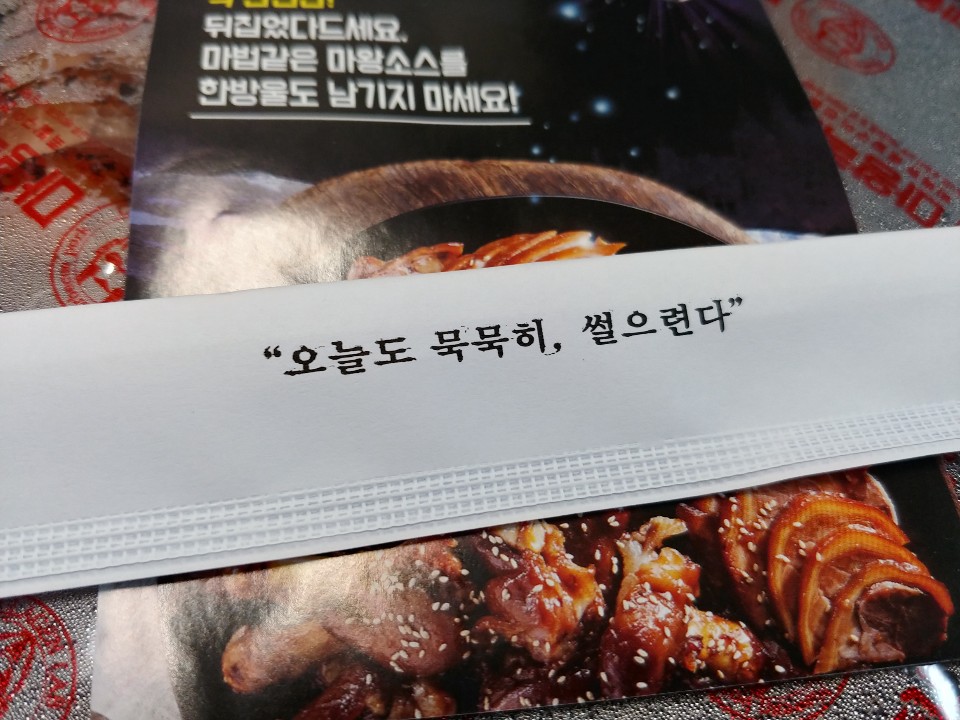 뒤집었다드세요.
마법같은 마왕소스를
한방울도 남기지 마세요!
“오늘도 묵묵히, 썰으련다”